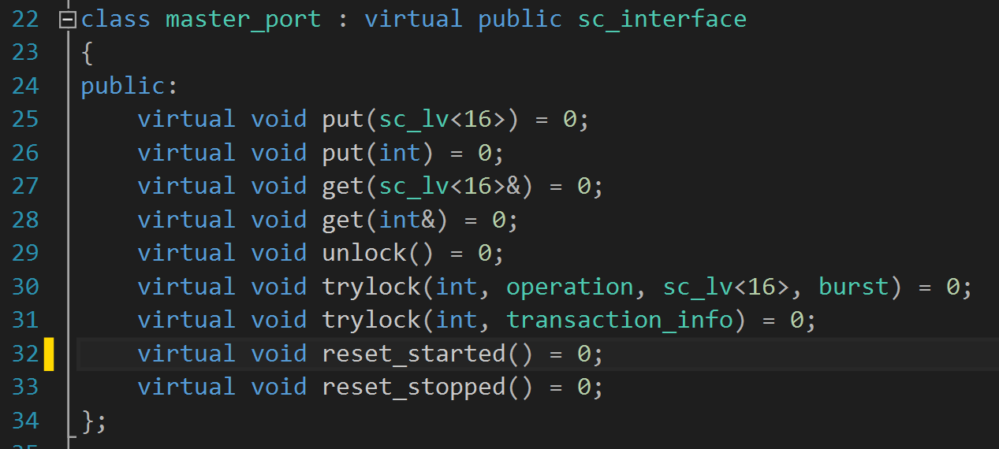 22 class master_port : virtual public sc_interface
23 {
24 public:
25 virtual void put(sc_lv<16>) = 0;
26 virtual void put(int) = 0;
27 virtual void get(sc_lv<16>&) = 0;
28 virtual void get(int&) = 0;
29 virtual void unlock() = 0;
30 virtual void trylock(int, operation, sc_lv<16>, burst) = 0;
31 virtual void trylock(int, transaction_info) = 0;
32 virtual void reset_started() = 0;
33 virtual void reset_stopped() = 0;
34 };